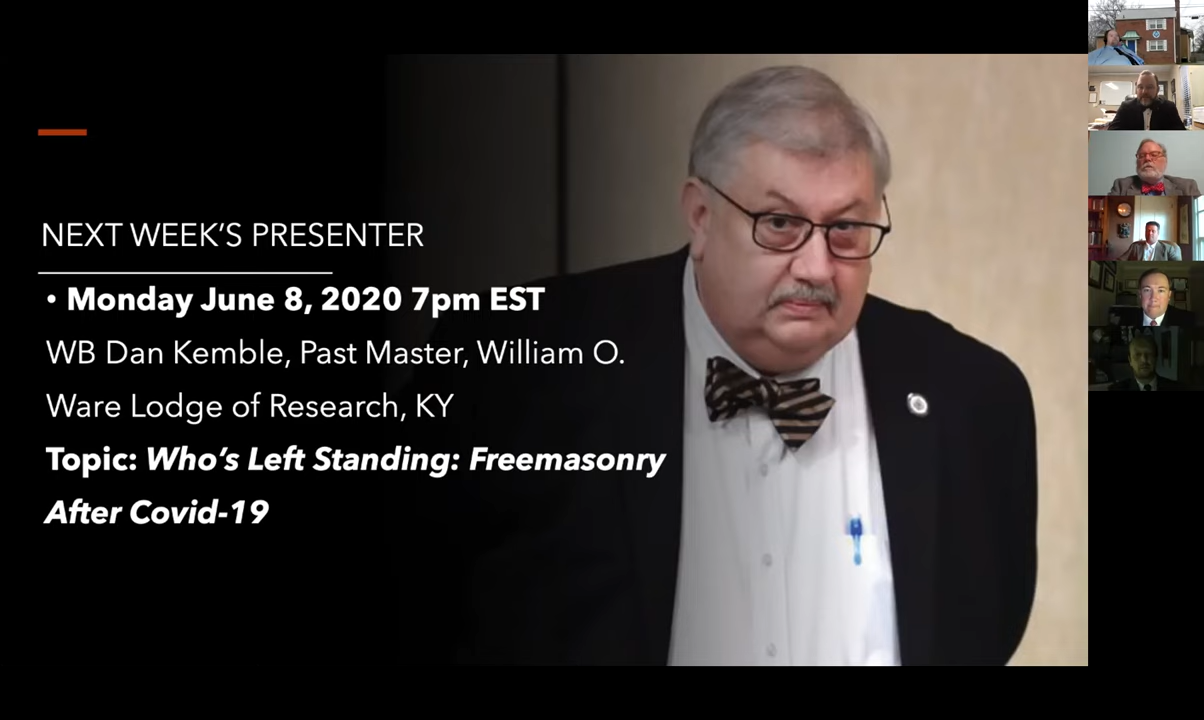 NEXT WEEK’S PRESENTER
• Monday June 8, 2020 7pm EST
WB Dan Kemble, Past Master, William O.
Ware Lodge of Research, KY
Topic: Who’s Left Standing: Freemasonry
After Covid-19